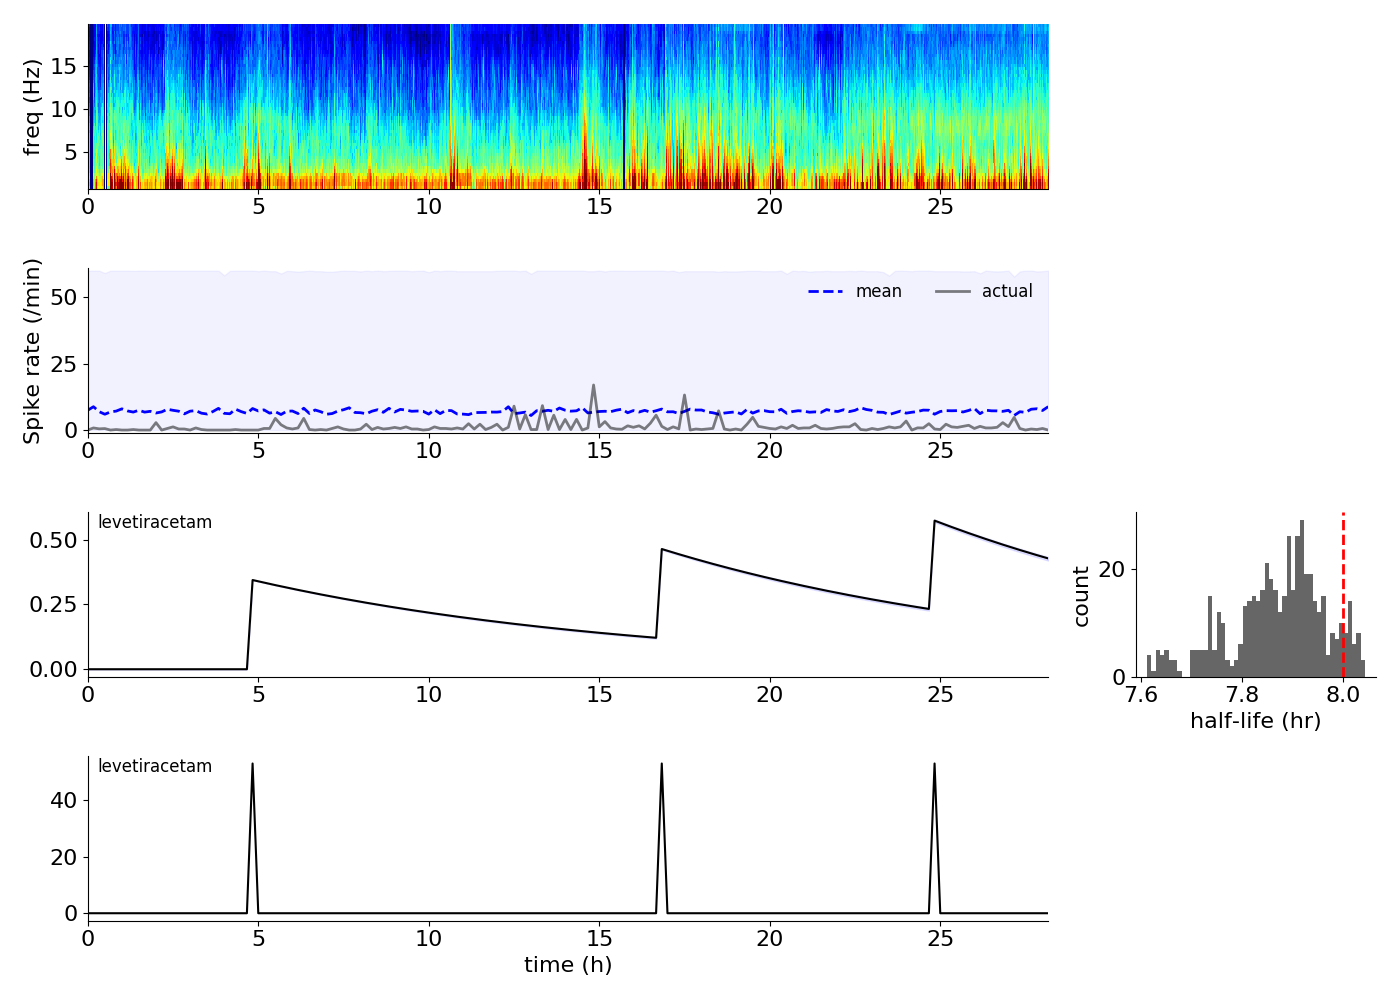 freq (Hz)
15
10
5
0 5 10 15 20 25
Spike rate (/min)
50
25
0
mean actual
0 5 10 15 20 25
levetiracetam
0.50
0.25
0.00
0 5 10 15 20 25
count
20
0
7.6 7.8 8.0
half-life (hr)
levetiracetam
40
20
0
0 5 10 15 20 25
time (h)